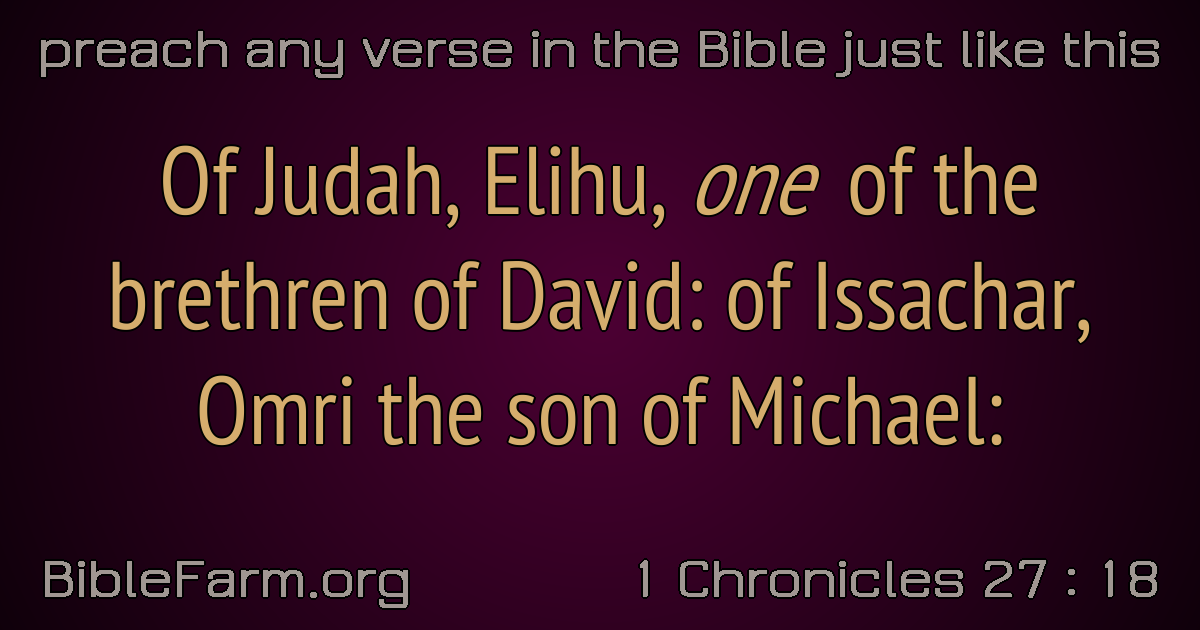 preach any verse in the Bible just like this
Of Judah, Elihu, one of the
brethren of David: of Issachar,
Omri the son of Michael:
BibleFarm.org
1 Chronicles 27 : 18